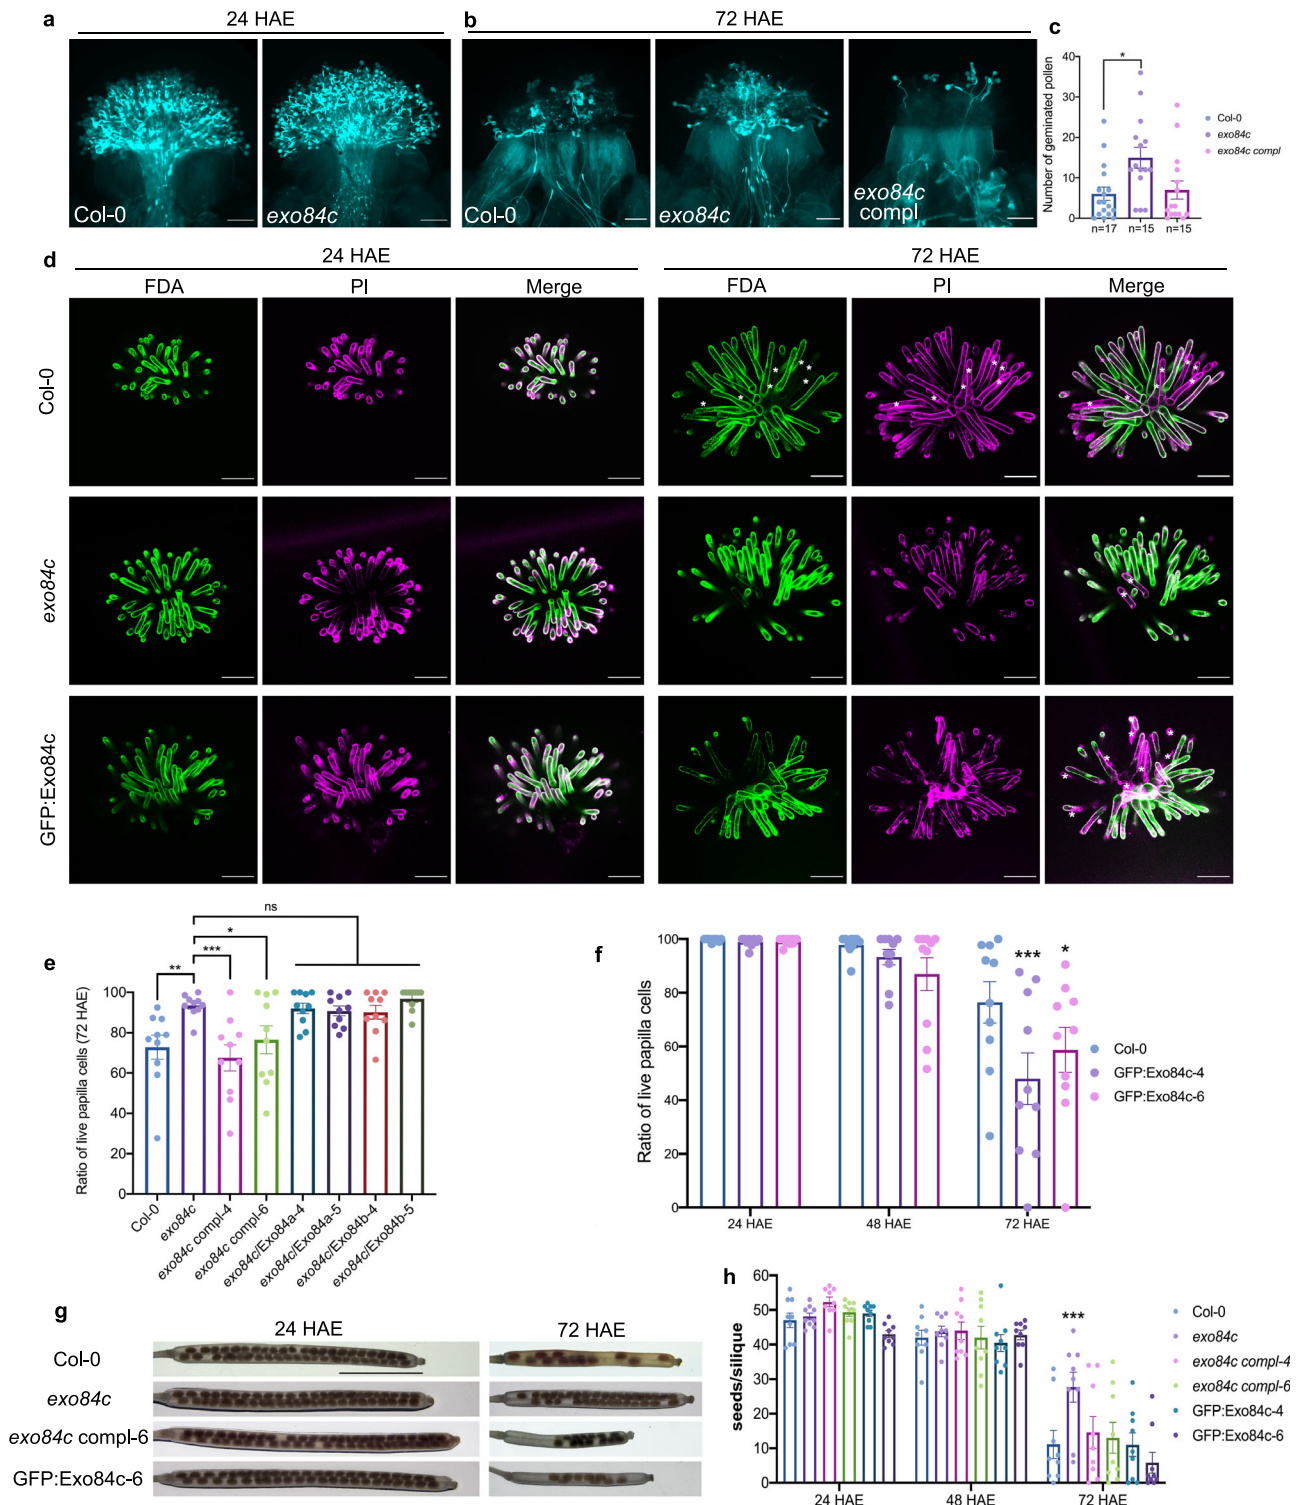 a
24 HAE
b
72 HAE
c
Col-0
exo84c
Col-0
exo84c
exo84c
compl
Number of geminated pollen
40
30
20
10
0
*
n=17
n=15
n=15
Col-0
exo84c
exo84c compl
d
24 HAE
72 HAE
FDA
PI
Merge
FDA
PI
Merge
Col-0
exo84c
GFP:Exo84c
e
Ratio of live papilla cells (72 HAE)
100
80
60
40
20
0
**
***
*
ns
Col-0
exo84c
exo84c compl-4
exo84c compl-6
exo84c/Exo84a-4
exo84c/Exo84a-5
exo84c/Exo84b-4
exo84c/Exo84b-5
f
Ratio of live papilla cells
100
80
60
40
20
0
***
*
24 HAE
48 HAE
72 HAE
Col-0
GFP:Exo84c-4
GFP:Exo84c-6
g
24 HAE
72 HAE
Col-0
exo84c
exo84c compl-6
GFP:Exo84c-6
h
seeds/silique
60
50
40
30
20
10
0
***
24 HAE
48 HAE
72 HAE
Col-0
exo84c
exo84c compl-4
exo84c compl-6
GFP:Exo84c-4
GFP:Exo84c-6